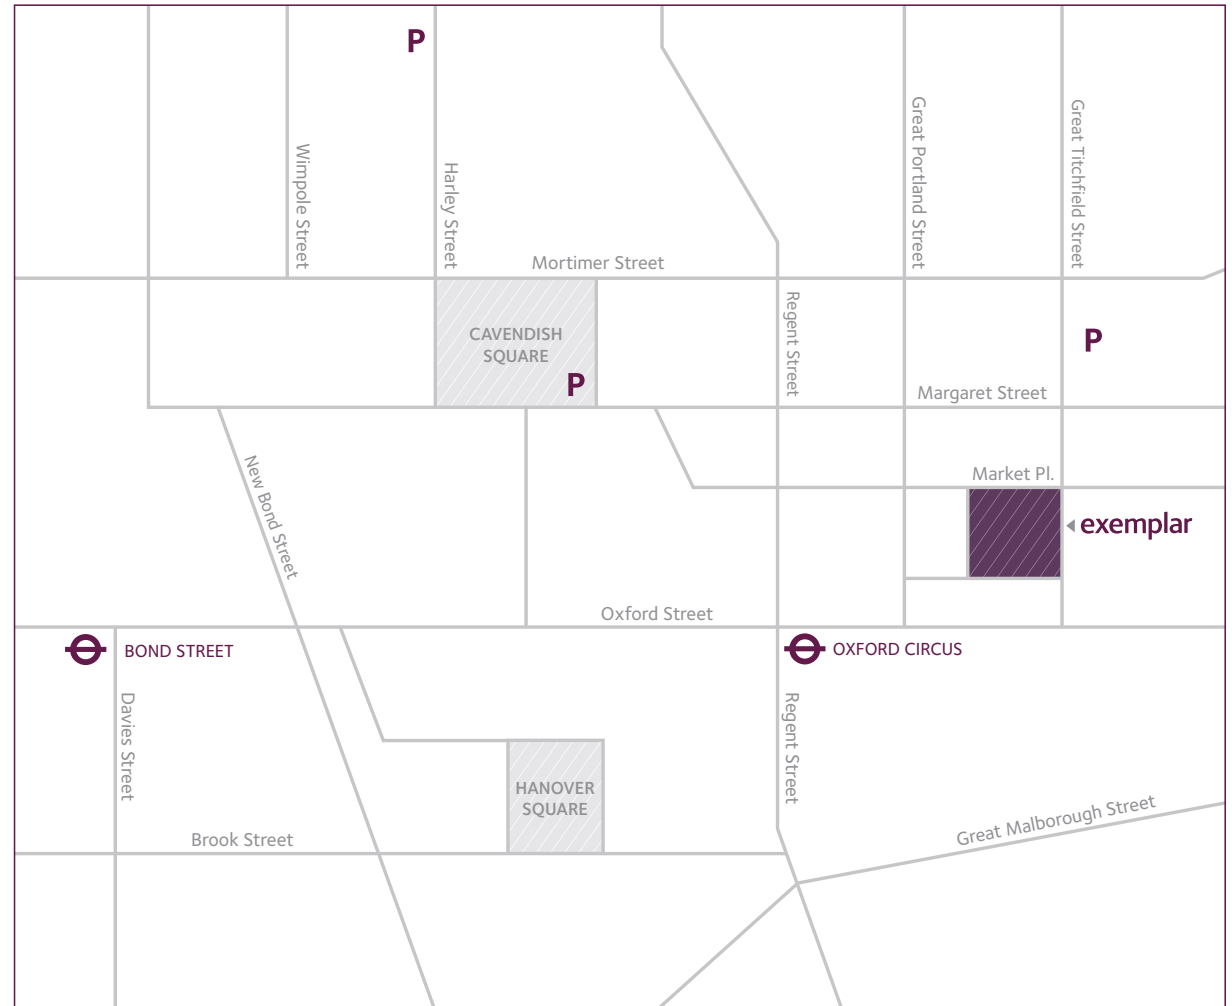 P
Wimpole Street
Harley Street
Great Portland Street
Great Titchfield Street
Mortimer Street
CAVENDISH
SQUARE
P
Regent Street
P
Margaret Street
New Bond Street
Market Pl.
exemplar
Oxford Street
BOND STREET
OXFORD CIRCUS
Davies Street
Regent Street
HANOVER
SQUARE
Great Malborough Street
Brook Street